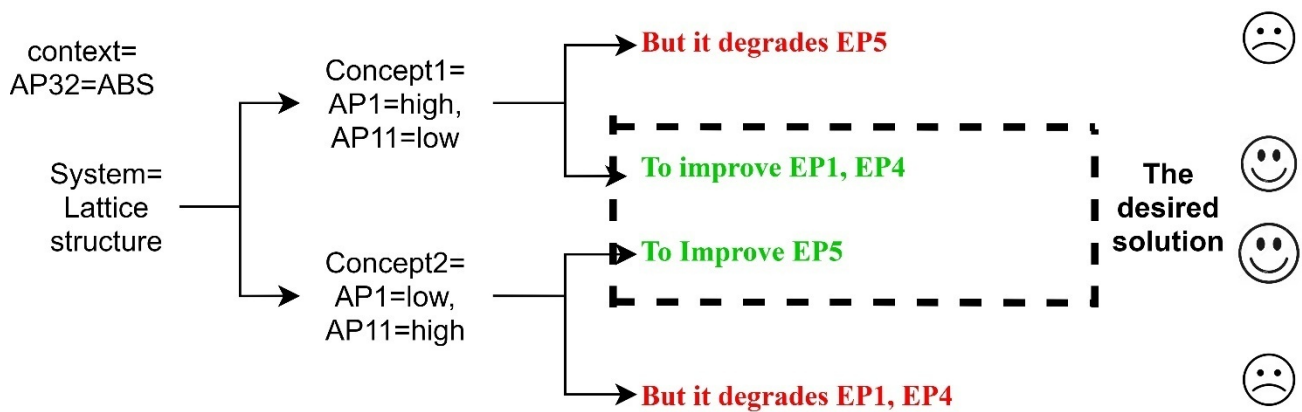 context=
AP32=ABS
System=
Lattice
structure
Concept1=
AP1=high,
AP11=low
Concept2=
AP1=low,
AP11=high
But it degrades EP5
To improve EP1, EP4
To Improve EP5
But it degrades EP1, EP4
The
desired
solution